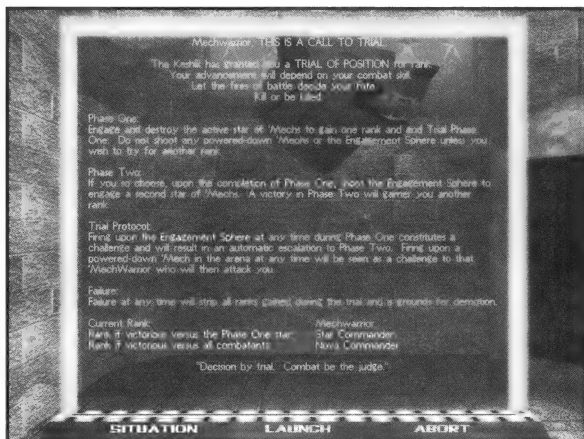 Mechwarrior, THIS IS A CALL TO TRIAL
The Keshik has granted you a TRIAL OF POSITION for rank.
Your advancement will depend on your combat skill.
Let the fires of battle decide your fate.
Kill or be killed.
Phase One:
Engage and destroy the active star of 'Mechs to gain one rank and end Trial Phase
One. Do not shoot any powered-down 'Mechs or the Engagement Sphere unless you
wish to try for another rank.
Phase Two:
If you so choose, upon the completion of Phase One, shoot the Engagement Sphere to
engage a second star of 'Mechs. A victory in Phase Two will garner you another
rank.
Trial Protocol:
Firing upon the Engagement Sphere at any time during Phase One constitutes a
challenge and will result in an automatic escalation to Phase Two. Firing upon a
powered-down 'Mech in the arena at any time will be seen as a challenge to that
'MechWarrior who will then attack you.
Failure:
Failure at any time will strip all ranks gained during the trial and is grounds for demotion.
Current Rank: Mechwarrior
Rank if victorious versus the Phase One star: Star Commander
Rank if victorious versus all combatants: Nova Commander
"Decision by trial. Combat be the judge."
SITUATION LAUNCH ABORT